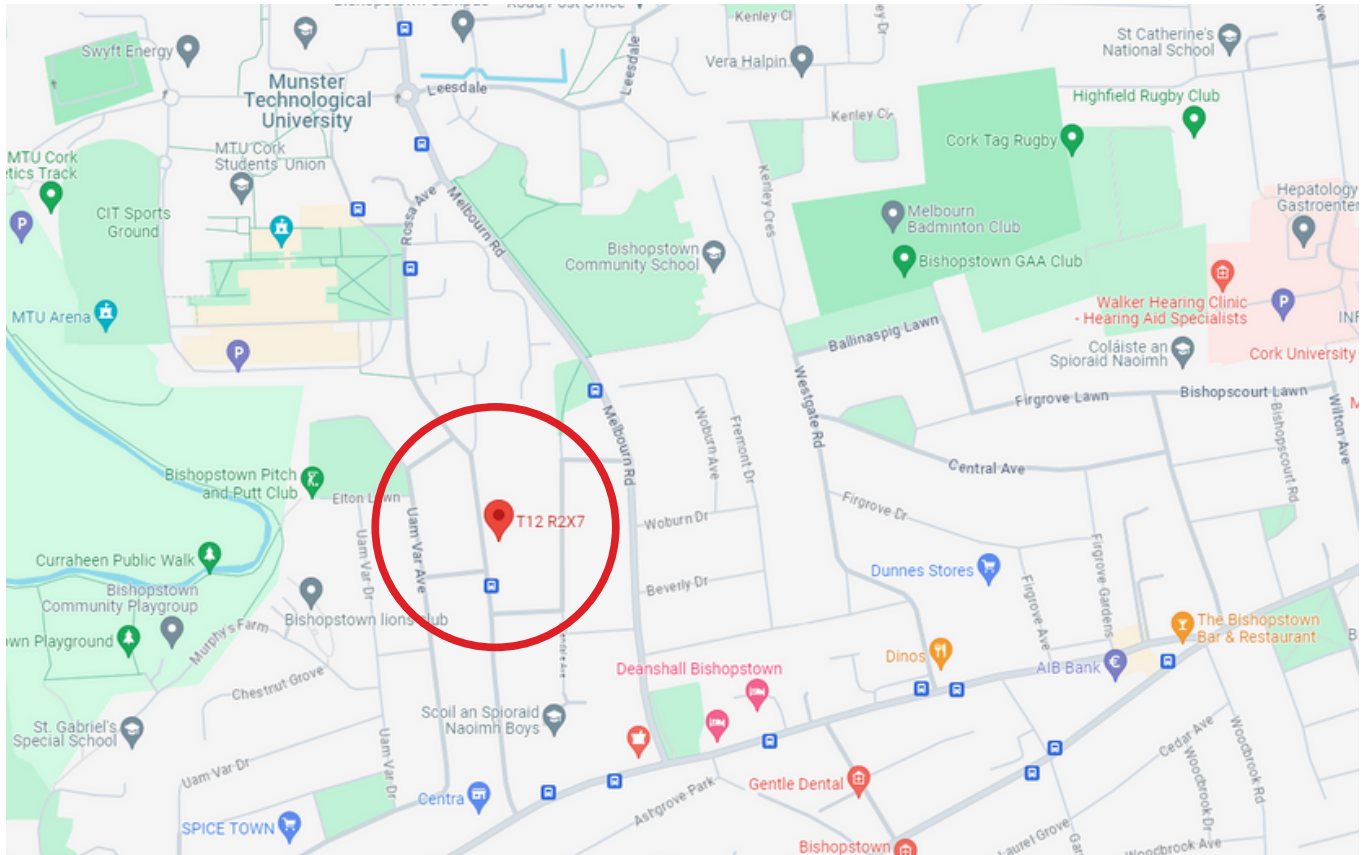 Kenley Cl
St Catherine's
National School
Swyft Energy
Vera Halpin
Munster
Technological
University
Leesdale
Leesdale
Highfield Rugby Club
Kenley Cres
Cork Tag Rugby
MTU Cork
Students Union
MTU Cork
CIT Sports
Ground
Rossa Ave
Melbourn Rd
Hepatology
Melbourn
Badminton Club
Bishopstown
Community School
Bishopstown GAA Club
MTU Arena
Walker Hearing Clinic
- Hearing Aid Specialists
Ballinaspig Lawn
Coláiste an
Spioraid Naoimh
Cork University
Westgate Rd
Firgrove Lawn
Bishopscourt Lawn
Wilton Ave
Bishopscourt Rd
Melbourn Rd
Woburn Ave
Fremont Dr
Central Ave
Bishopstown Pitch
and Putt Club
Elton Lawn
T12 R2X7
Uam Var Ave
Uam Var Dr
Woburn Dr
Firgrove Dr
Curraheen Public Walk
Dunnes Stores
Beverly Dr
Firgrove Ave
Firgrove Gardens
Bishopstown
Community Playgroup
Bishopstown lions club
Playground
Murphy's Farm
The Bishopstown
Bar & Restaurant
Dinos
AIB Bank
Deanshall Bishopstown
Chestnut Grove
Scoil an Spioraid
Naoimh Boys
St. Gabriel's
Special School
Uam Var Dr
Uam Var Dr
Cedar Ave
Woodbrook Rd
Woodbrook Dr
Gentle Dental
Centra
Ashgrove Park
SPICE TOWN
Laurel Grove
Bishopstown
Woodbrook Ave
P
P
P